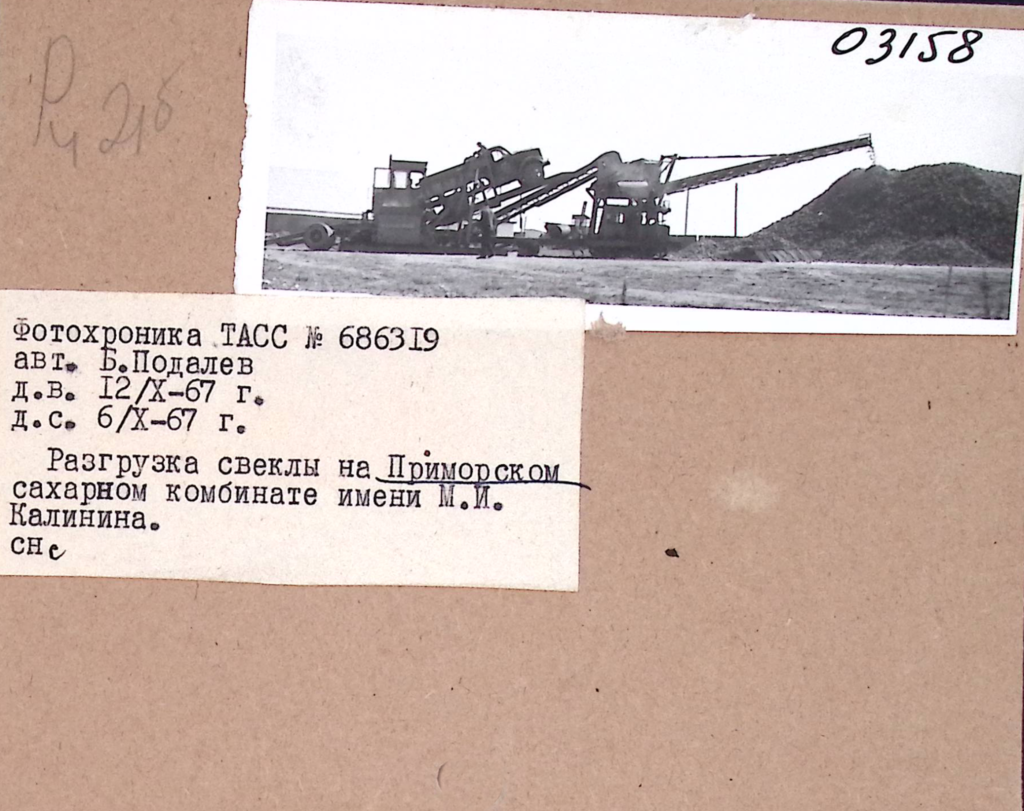 03158
Фотохроника ТАСС № 686319
авт. Б.Подалев
д.в. 12/X-67 г.
д.с. 6/X-67 г.
Разгрузка свеклы на Приморском
сахарном комбинате имени М.И.
Калинина.
снс